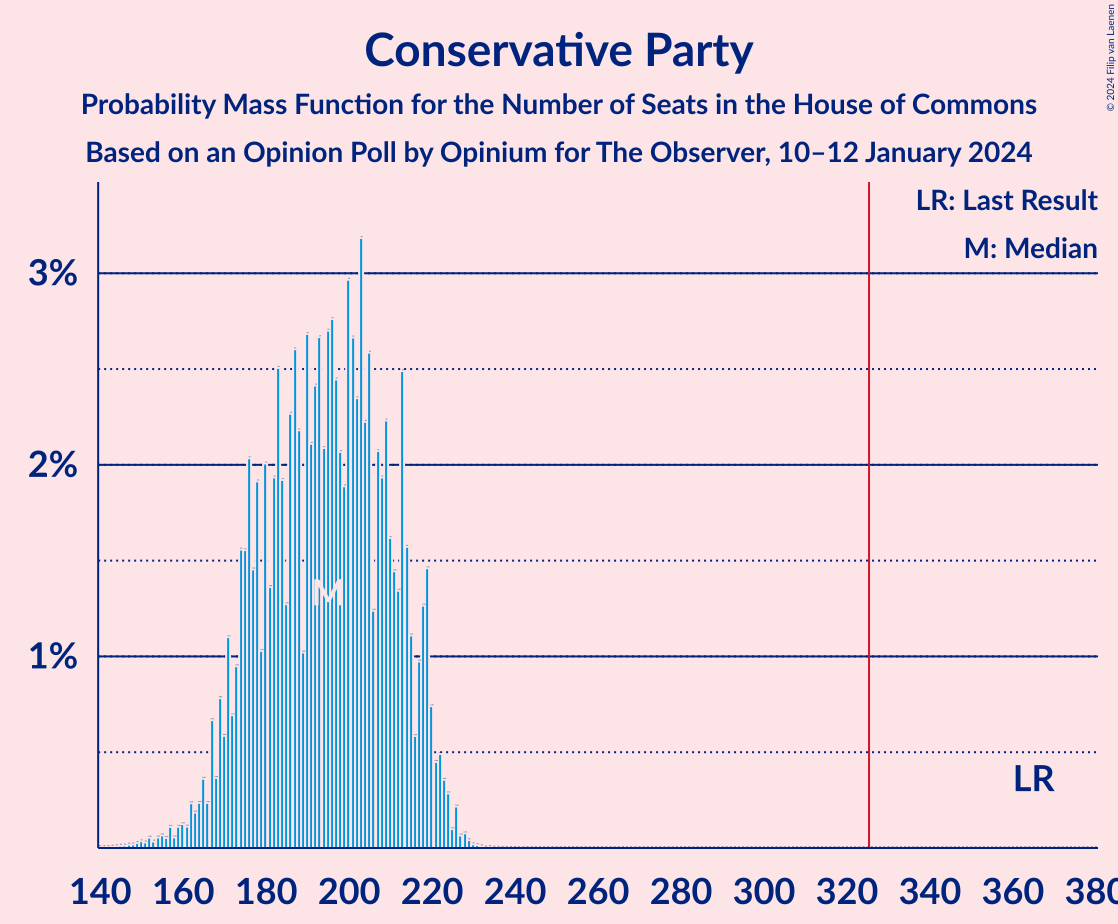 Conservative Party
Probability Mass Function for the Number of Seats in the House of Commons
Based on an Opinion Poll by Opinium for The Observer, 10–12 January 2024
© 2024 Filip van Laenen
LR: Last Result
M: Median
3%
2%
1%
M
LR
140 160 180 200 220 240 260 280 300 320 340 360 380